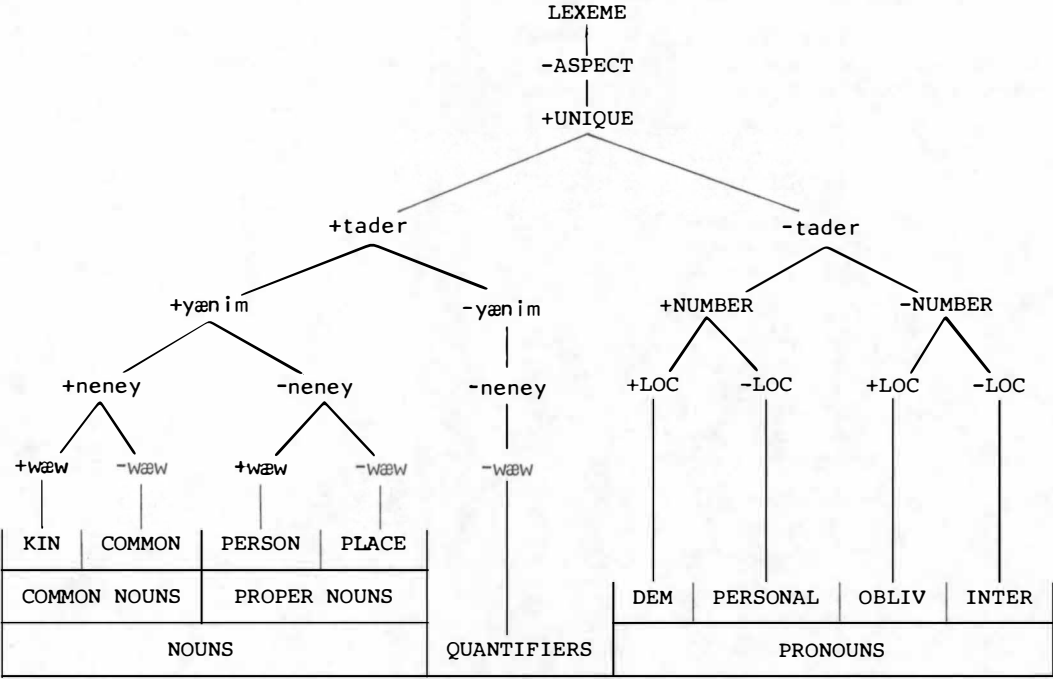 LEXEME
-ASPECT
+UNIQUE
+tader -tader
+yænim -yænim +NUMBER -NUMBER
+neney -neney -neney +LOC -LOC +LOC -LOC
+wæw -wæw +wæw -wæw -wæw
KIN COMMON PERSON PLACE
COMMON NOUNS PROPER NOUNS DEM PERSONAL OBLIV INTER
NOUNS QUANTIFIERS PRONOUNS